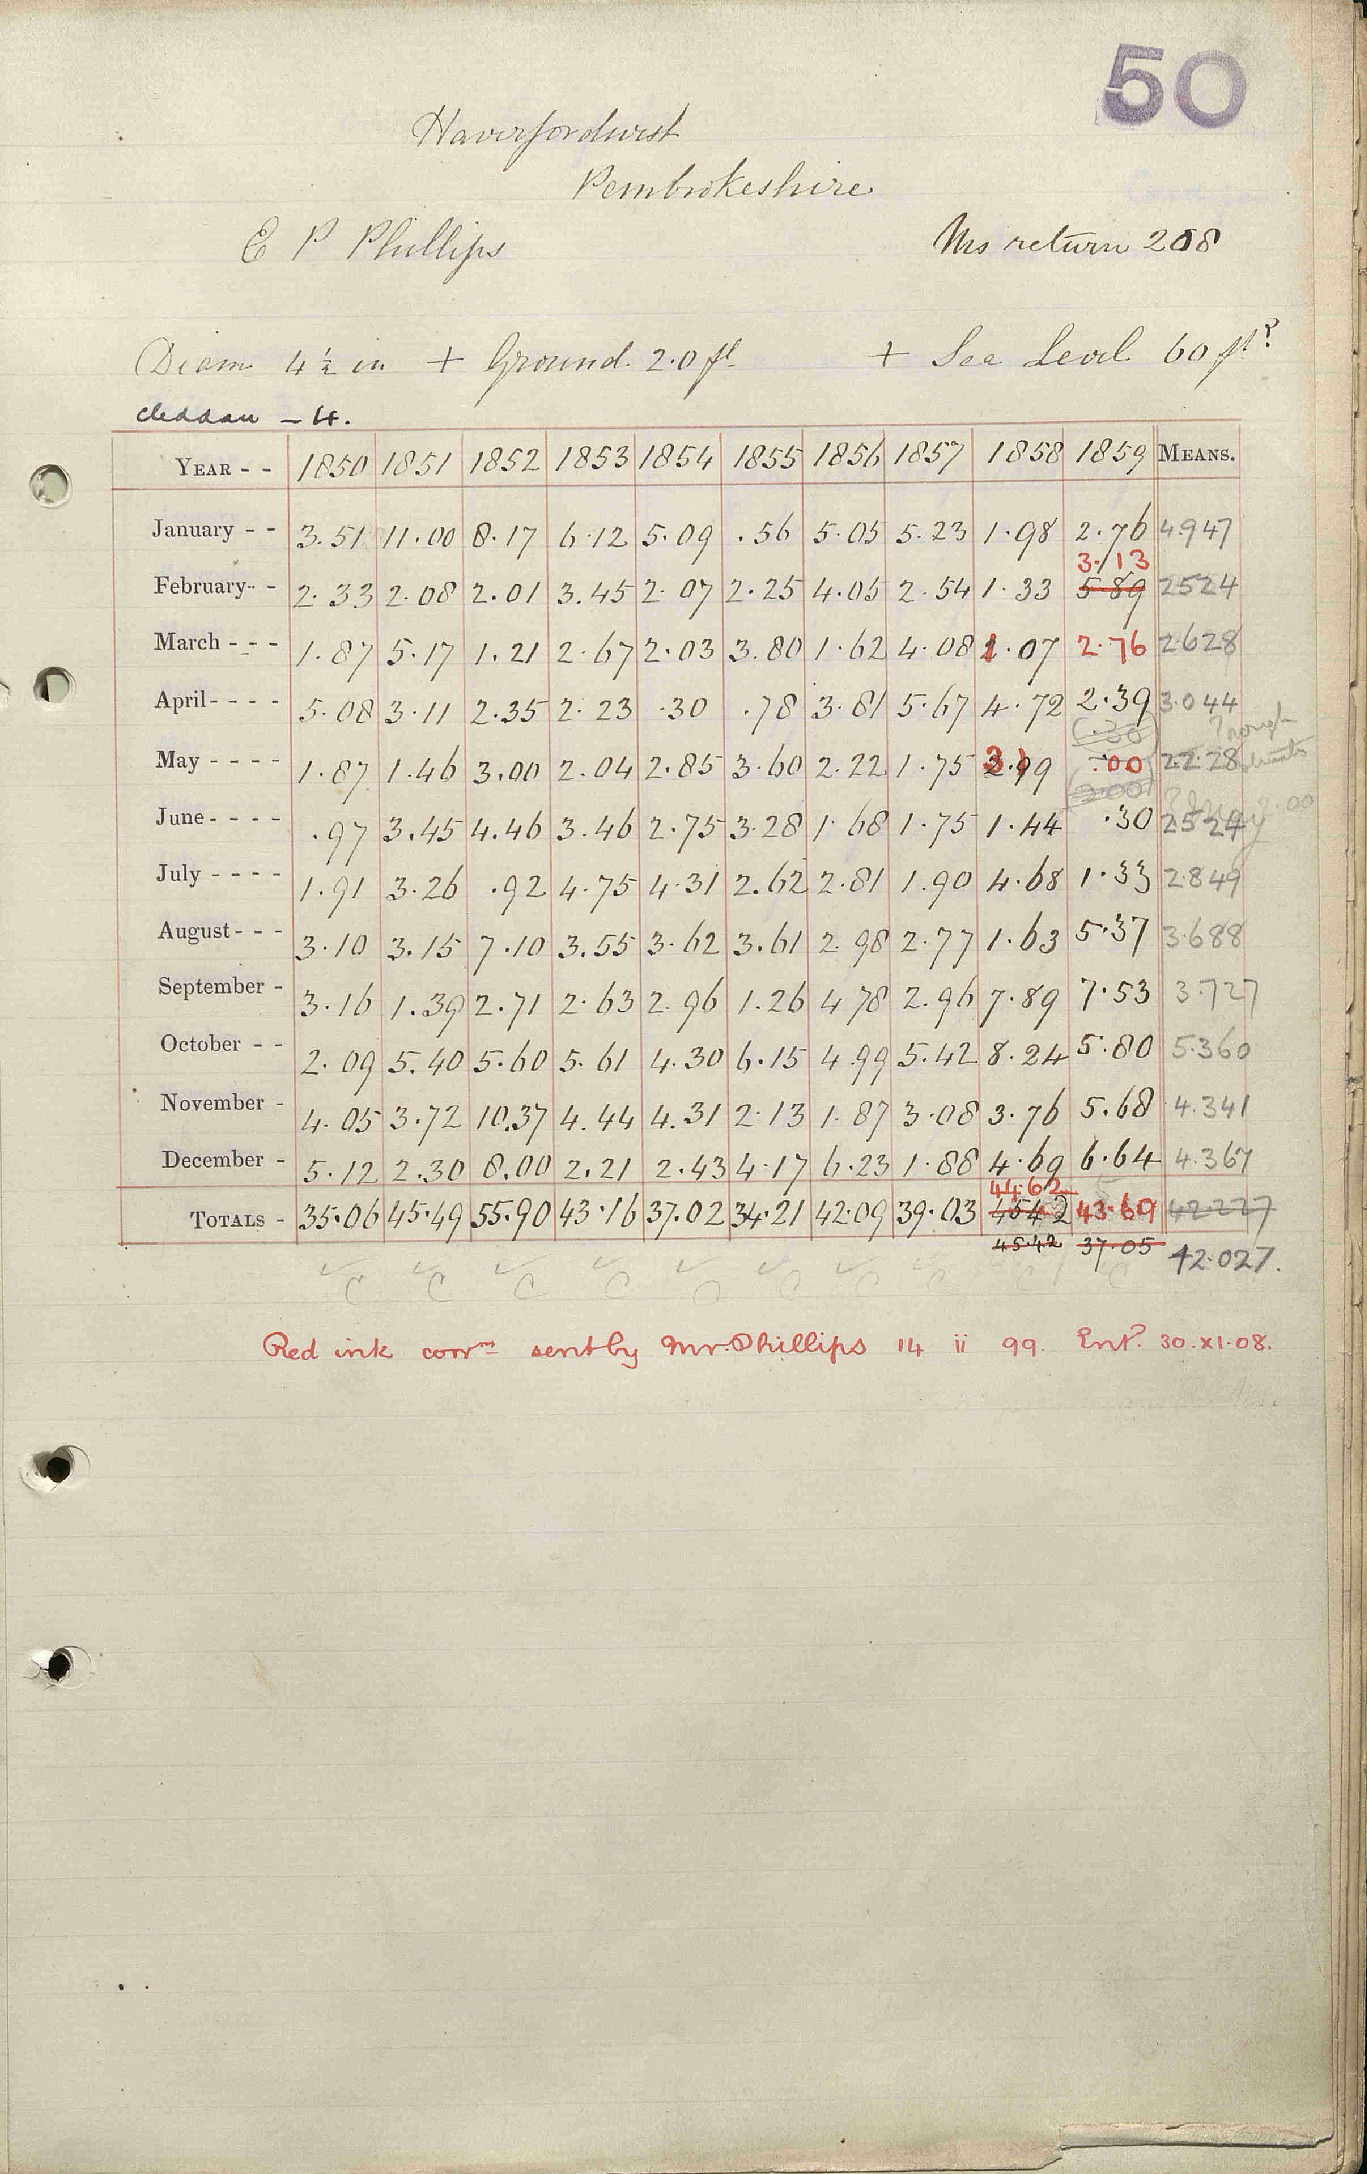 50
Haverfordwest
Pembrokeshire
E P Phillips Ms return 208
Diam 4½ in + Ground 2.0 ft + Sea Level 60 ft?
Cleddau – 4.
YEAR - - 1850 1851 1852 1853 1854 1855 1856 1857 1858 1859 MEANS.
January - - 3.51 11.00 8.17 6.12 5.09 .56 5.05 5.23 1.98 2.76 4.947
3.13
February - - 2.33 2.08 2.01 3.45 2.07 2.25 4.05 2.54 1.33 5.89 2524
March - - - 1.87 5.17 1.21 2.67 2.03 3.80 1.62 4.08 1.07 2.76 2.628
April - - - - 5.08 3.11 2.35 2.23 .30 .78 3.81 5.67 4.72 2.39 3.044
May - - - - 1.87 1.46 3.00 2.04 2.85 3.60 2.22 1.75 3.49 .00 2.228
June - - - - .97 3.45 4.46 3.46 2.75 3.28 1.68 1.75 1.44 .30 2524
July - - - - 1.91 3.26 .92 4.75 4.31 2.62 2.81 1.90 4.68 1.33 2.849
August - - - 3.10 3.15 7.10 3.55 3.62 3.61 2.98 2.77 1.63 5.37 3.688
September - 3.16 1.39 2.71 2.63 2.96 1.26 4.78 2.96 7.89 7.53 3.727
October - - 2.09 5.40 5.60 5.61 4.30 6.15 4.99 5.42 8.24 5.80 5.360
November - 4.05 3.72 10.37 4.44 4.31 2.13 1.87 3.08 3.76 5.68 4.341
December - 5.12 2.30 8.00 2.21 2.43 4.17 6.23 1.88 4.69 6.64 4.367
44.62
TOTALS - 35.06 45.49 55.90 43.16 37.02 34.21 42.09 39.03 4542 43.69 42227
45.42 37.05 42.027.
Red ink corrns sent by Mr. Phillips 14 ii 99. Entd. 30.XI.08.